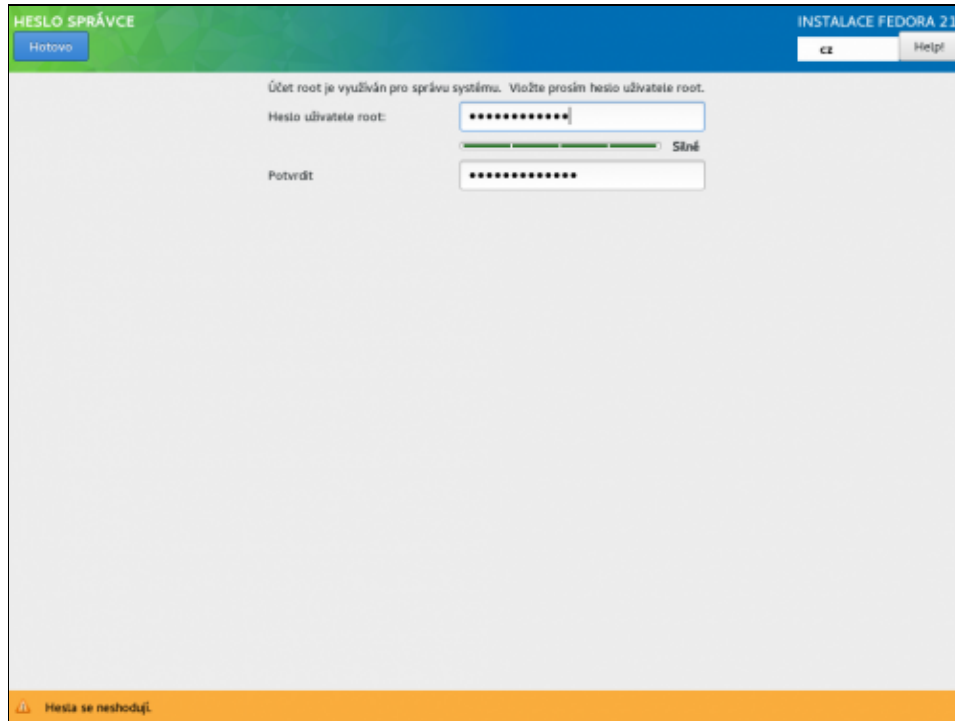 HESLO SPRÁVCE
INSTALACE FEDORA 21
Hotovo
cz
Help!
Účet root je využíván pro správu systému. Vložte prosím heslo uživatele root.
Heslo uživatele root:
••••••••••••
Silné
Potvrdit
•••••••••••••
Hesla se neshodují.